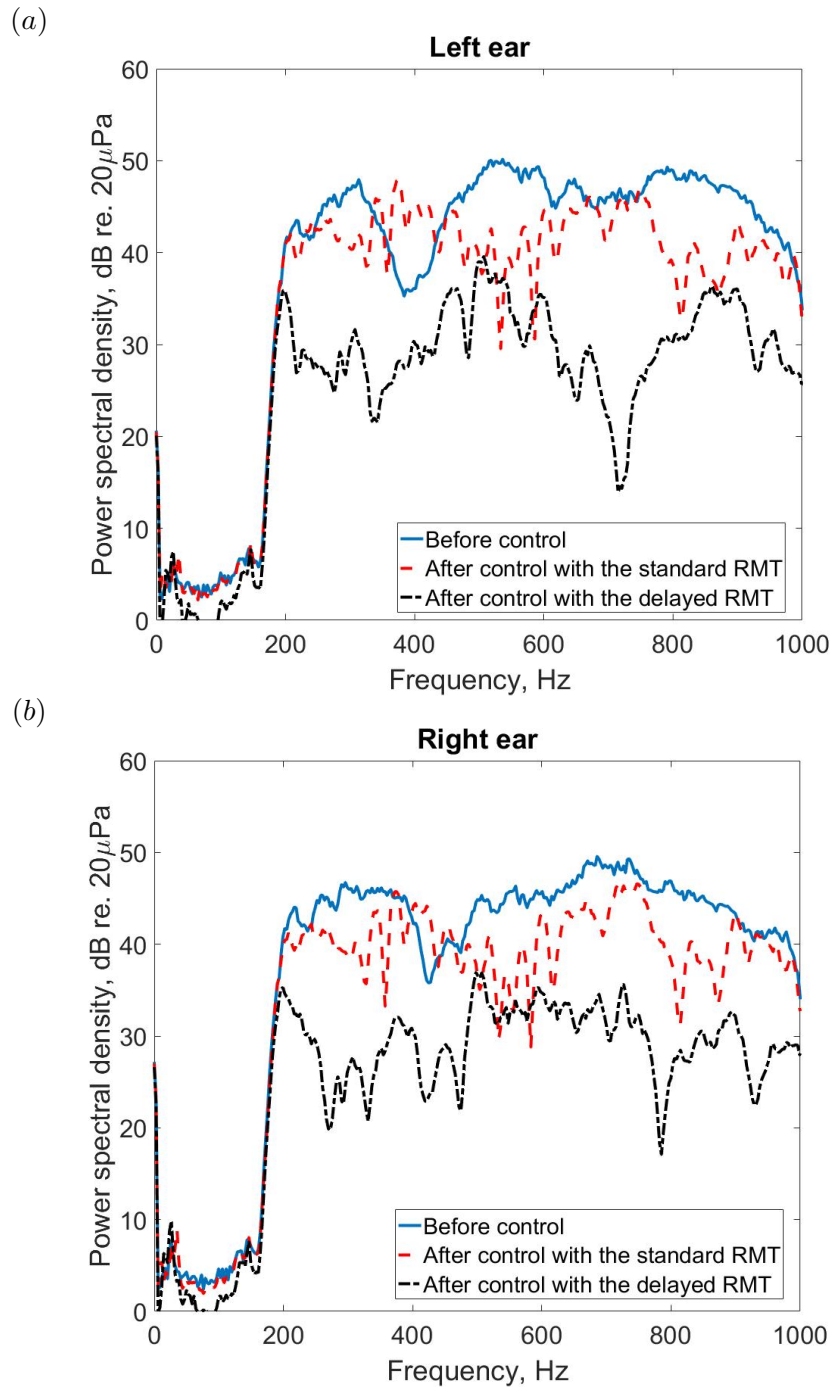 (a)
Left ear
Power spectral density, dB re. 20μPa
60
50
40
30
20
10
0
Before control
After control with the standard RMT
After control with the delayed RMT
0 200 400 600 800 1000
Frequency, Hz
(b)
Right ear
Power spectral density, dB re. 20μPa
60
50
40
30
20
10
0
Before control
After control with the standard RMT
After control with the delayed RMT
0 200 400 600 800 1000
Frequency, Hz